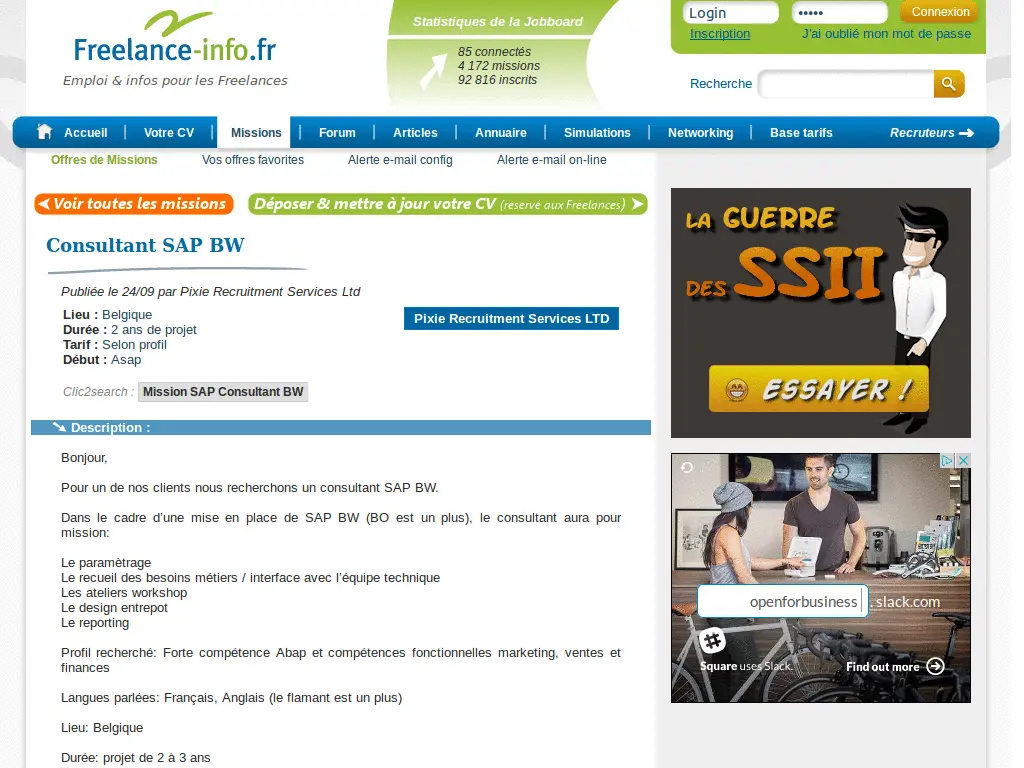 Freelance-info.fr
Emploi & infos pour les Freelances
Statistiques de la Jobboard
85 connectés
4 172 missions
92 816 inscrits
Login
•••••
Connexion
Inscription
J'ai oublié mon mot de passe
Recherche
Accueil
Votre CV
Missions
Forum
Articles
Annuaire
Simulations
Networking
Base tarifs
Recruteurs
Offres de Missions
Vos offres favorites
Alerte e-mail config
Alerte e-mail on-line
Voir toutes les missions
Déposer & mettre à jour votre CV (reservé aux Freelances)
Consultant SAP BW
Publiée le 24/09 par Pixie Recruitment Services Ltd
Lieu : Belgique
Durée : 2 ans de projet
Tarif : Selon profil
Début : Asap
Pixie Recruitment Services LTD
Clic2search : Mission SAP Consultant BW
Description :
Bonjour,
Pour un de nos clients nous recherchons un consultant SAP BW.
Dans le cadre d'une mise en place de SAP BW (BO est un plus), le consultant aura pour
mission:
Le paramètrage
Le recueil des besoins métiers / interface avec l'équipe technique
Les ateliers workshop
Le design entrepot
Le reporting
Profil recherché: Forte compétence Abap et compétences fonctionnelles marketing, ventes et
finances
Langues parlées: Français, Anglais (le flamant est un plus)
Lieu: Belgique
Durée: projet de 2 à 3 ans
LA GUERRE
DES SSII
ESSAYER !
openforbusiness .slack.com
Square uses Slack.
Find out more